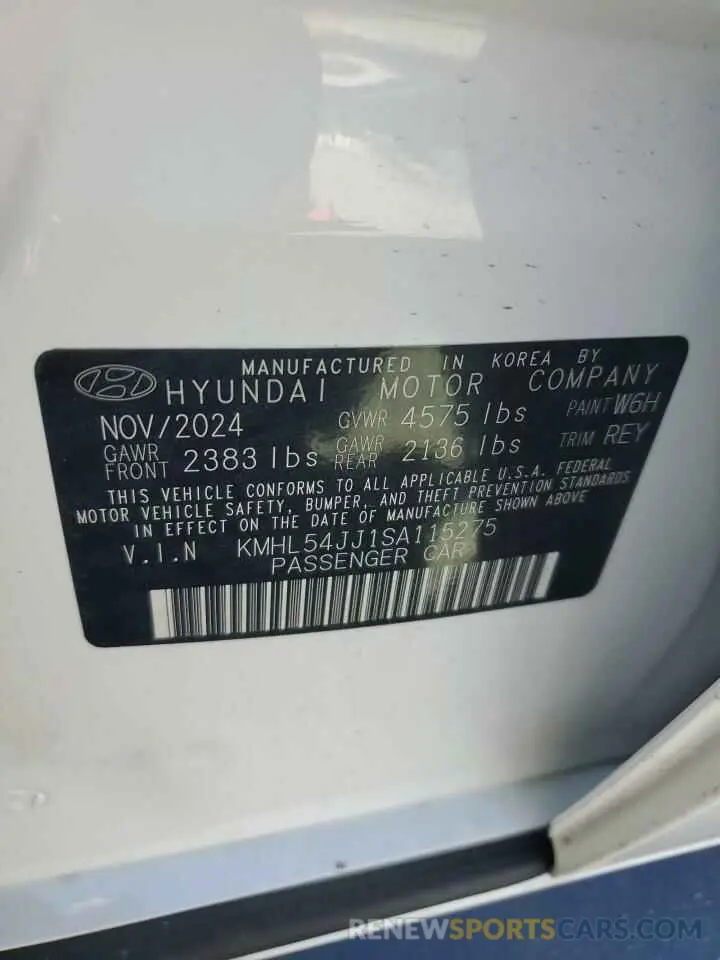 MANUFACTURED IN KOREA BY
HYUNDAI MOTOR COMPANY
NOV/2024 GVWR 4575 lbs PAINT W6H
GAWR FRONT 2383 lbs GAWR REAR 2136 lbs TRIM REY
THIS VEHICLE CONFORMS TO ALL APPLICABLE U.S.A. FEDERAL
MOTOR VEHICLE SAFETY, BUMPER, AND THEFT PREVENTION STANDARDS
IN EFFECT ON THE DATE OF MANUFACTURE SHOWN ABOVE
V.I.N KMHL54JJ1SA115275
PASSENGER CAR
RENEWSPORTSCARS.COM